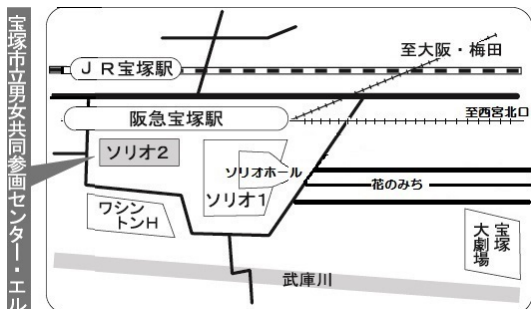 宝塚市立男女共同参画センター・エル
JR宝塚駅
至大阪・梅田
阪急宝塚駅
至西宮北口
ソリオ2
ソリオホール
ソリオ1
花のみち
ワシン
トンH
宝塚
大劇場
武庫川